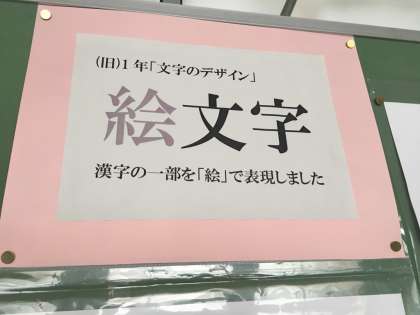 (旧)1年「文字のデザイン」
絵文字
漢字の一部を「絵」で表現しました